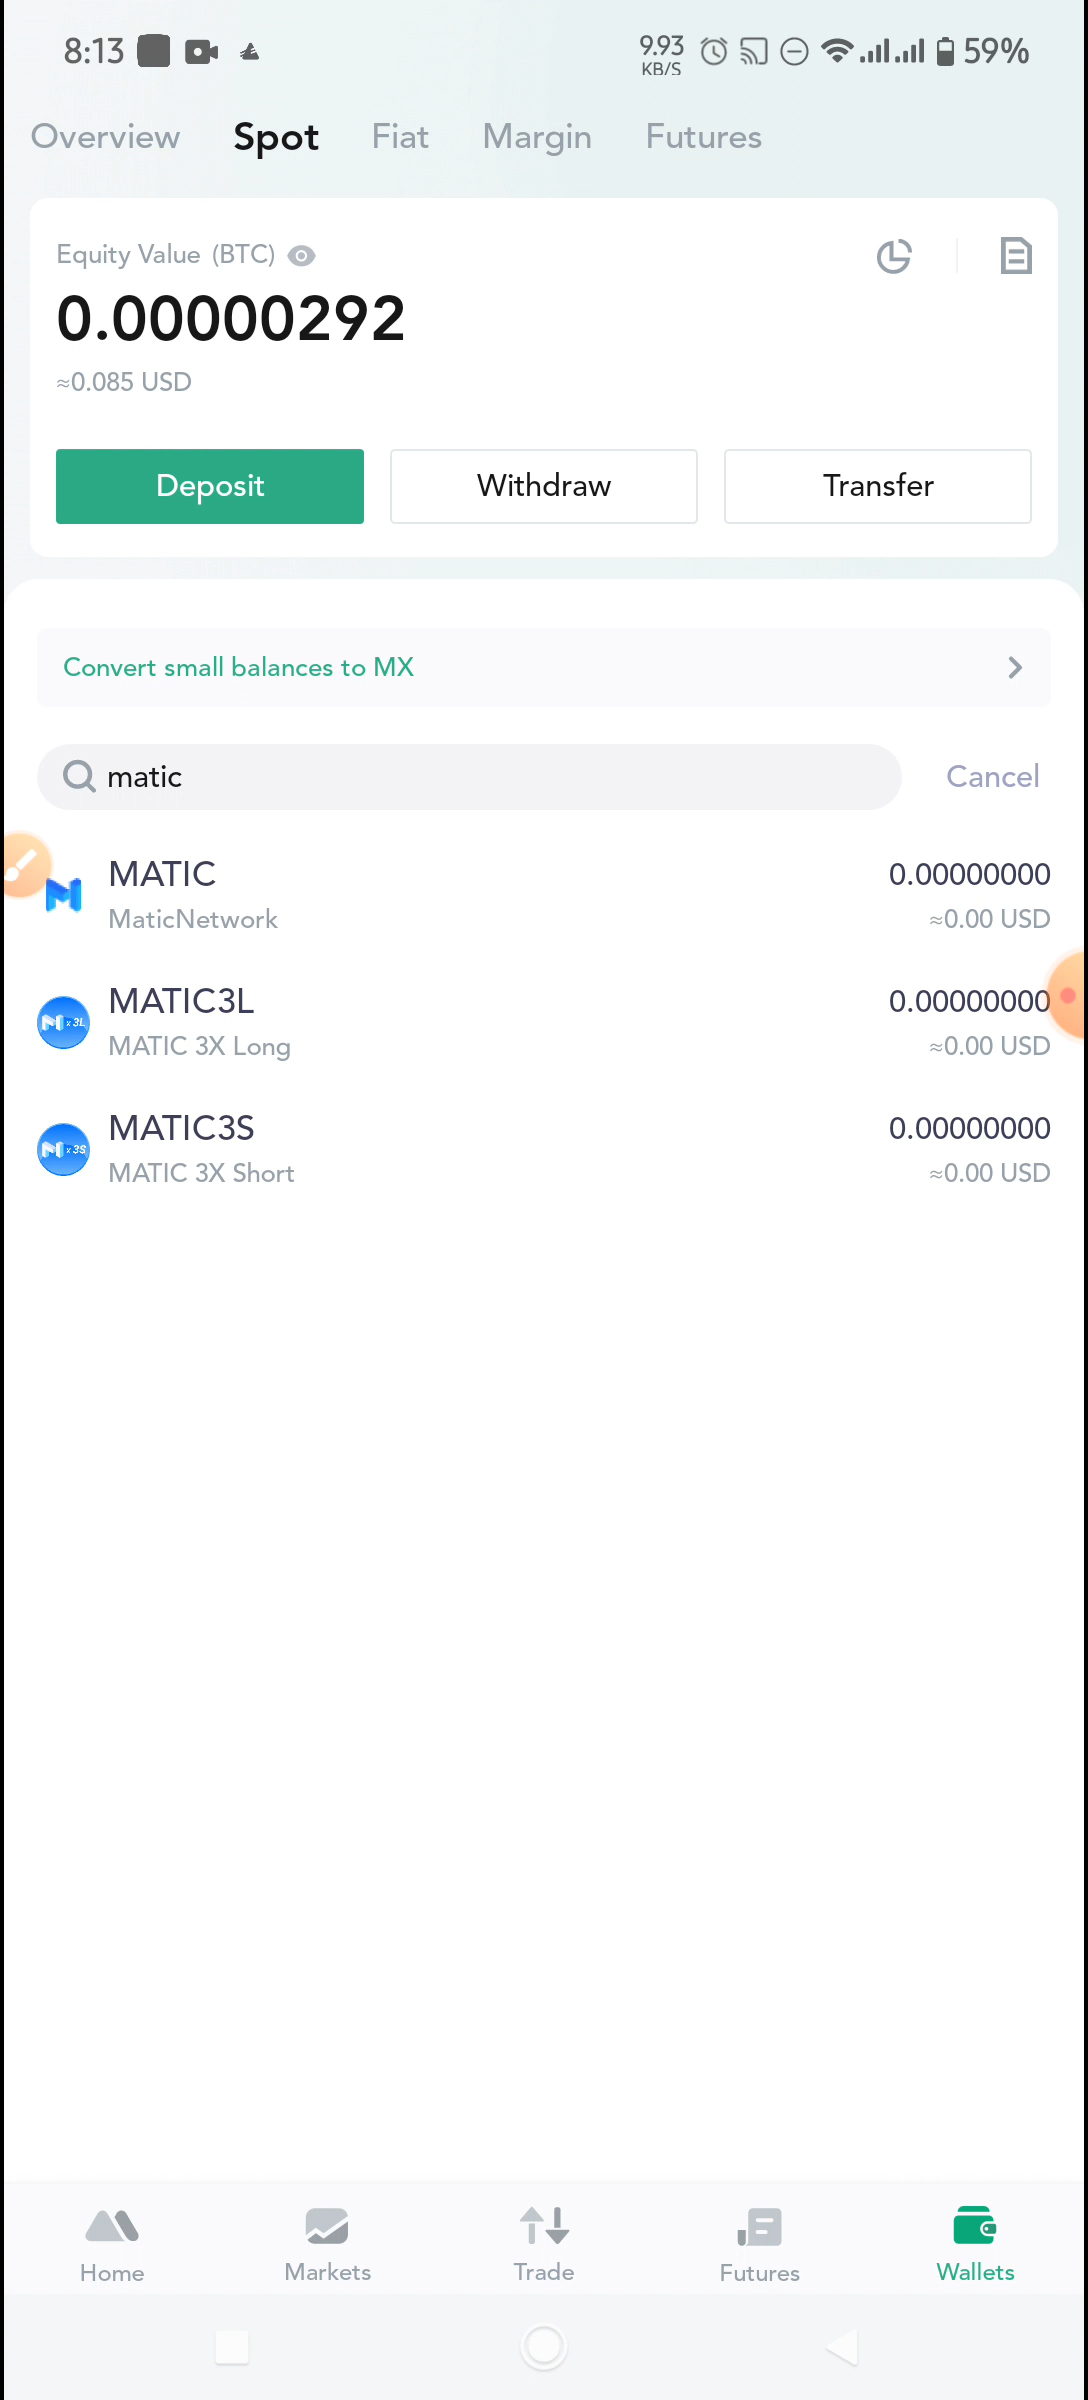 8:13 9.93 KB/S 59%
Overview Spot Fiat Margin Futures
Equity Value (BTC)
0.00000292
≈0.085 USD
Deposit Withdraw Transfer
Convert small balances to MX
matic Cancel
MATIC 0.00000000
MaticNetwork ≈0.00 USD
MATIC3L 0.00000000
x 3L
MATIC 3X Long ≈0.00 USD
MATIC3S 0.00000000
x 3S
MATIC 3X Short ≈0.00 USD
Home Markets Trade Futures Wallets